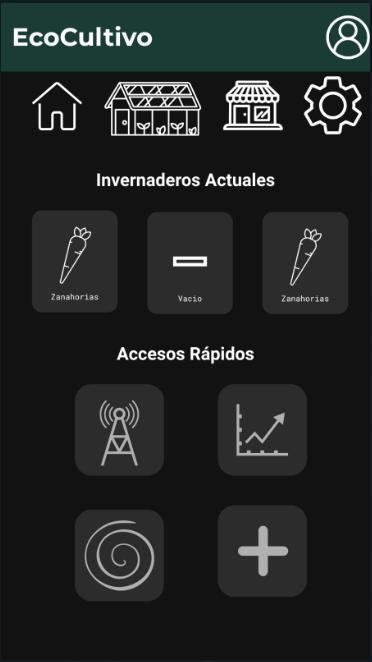 EcoCultivo
Invernaderos Actuales
Zanahorias
Vacio
Zanahorias
Accesos Rápidos